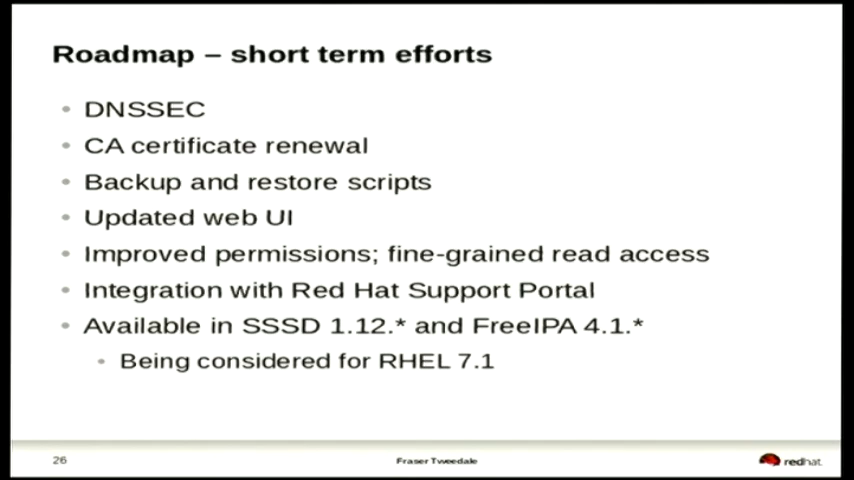 Roadmap – short term efforts
DNSSEC
CA certificate renewal
Backup and restore scripts
Updated web UI
Improved permissions; fine-grained read access
Integration with Red Hat Support Portal
Available in SSSD 1.12.* and FreeIPA 4.1.*
Being considered for RHEL 7.1
26
Fraser Tweedale
redhat.